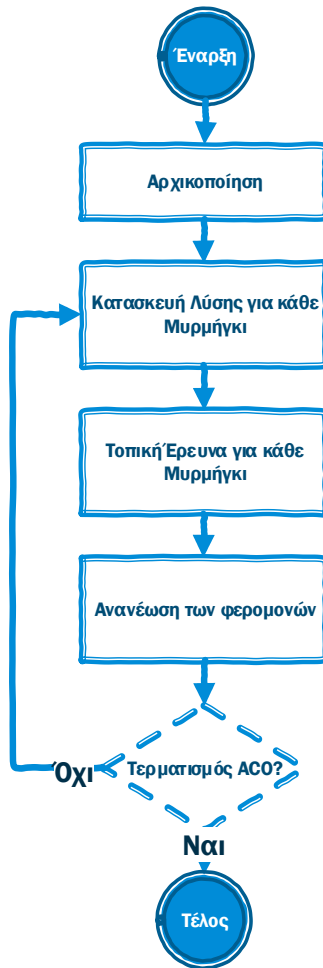 Έναρξη
Αρχικοποίηση
Κατασκευή Λύσης για κάθε
Μυρμήγκι
Τοπική Έρευνα για κάθε
Μυρμήγκι
Ανανέωση των φερομονών
Τερματισμός ACO?
Όχι
Ναι
Τέλος